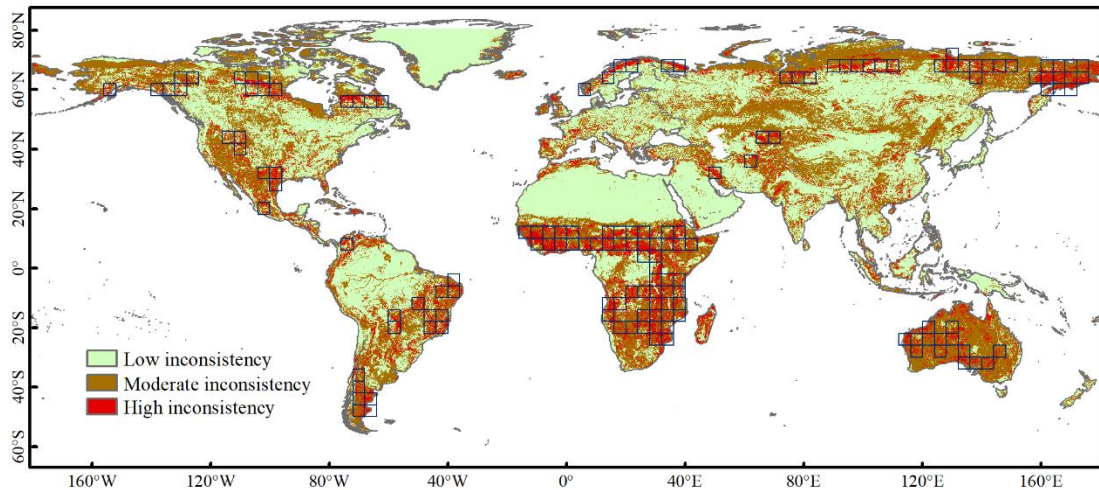 80°N
60°N
40°N
20°N
0°
20°S
40°S
60°S
Low inconsistency
Moderate inconsistency
High inconsistency
160°W
120°W
80°W
40°W
0°
40°E
80°E
120°E
160°E